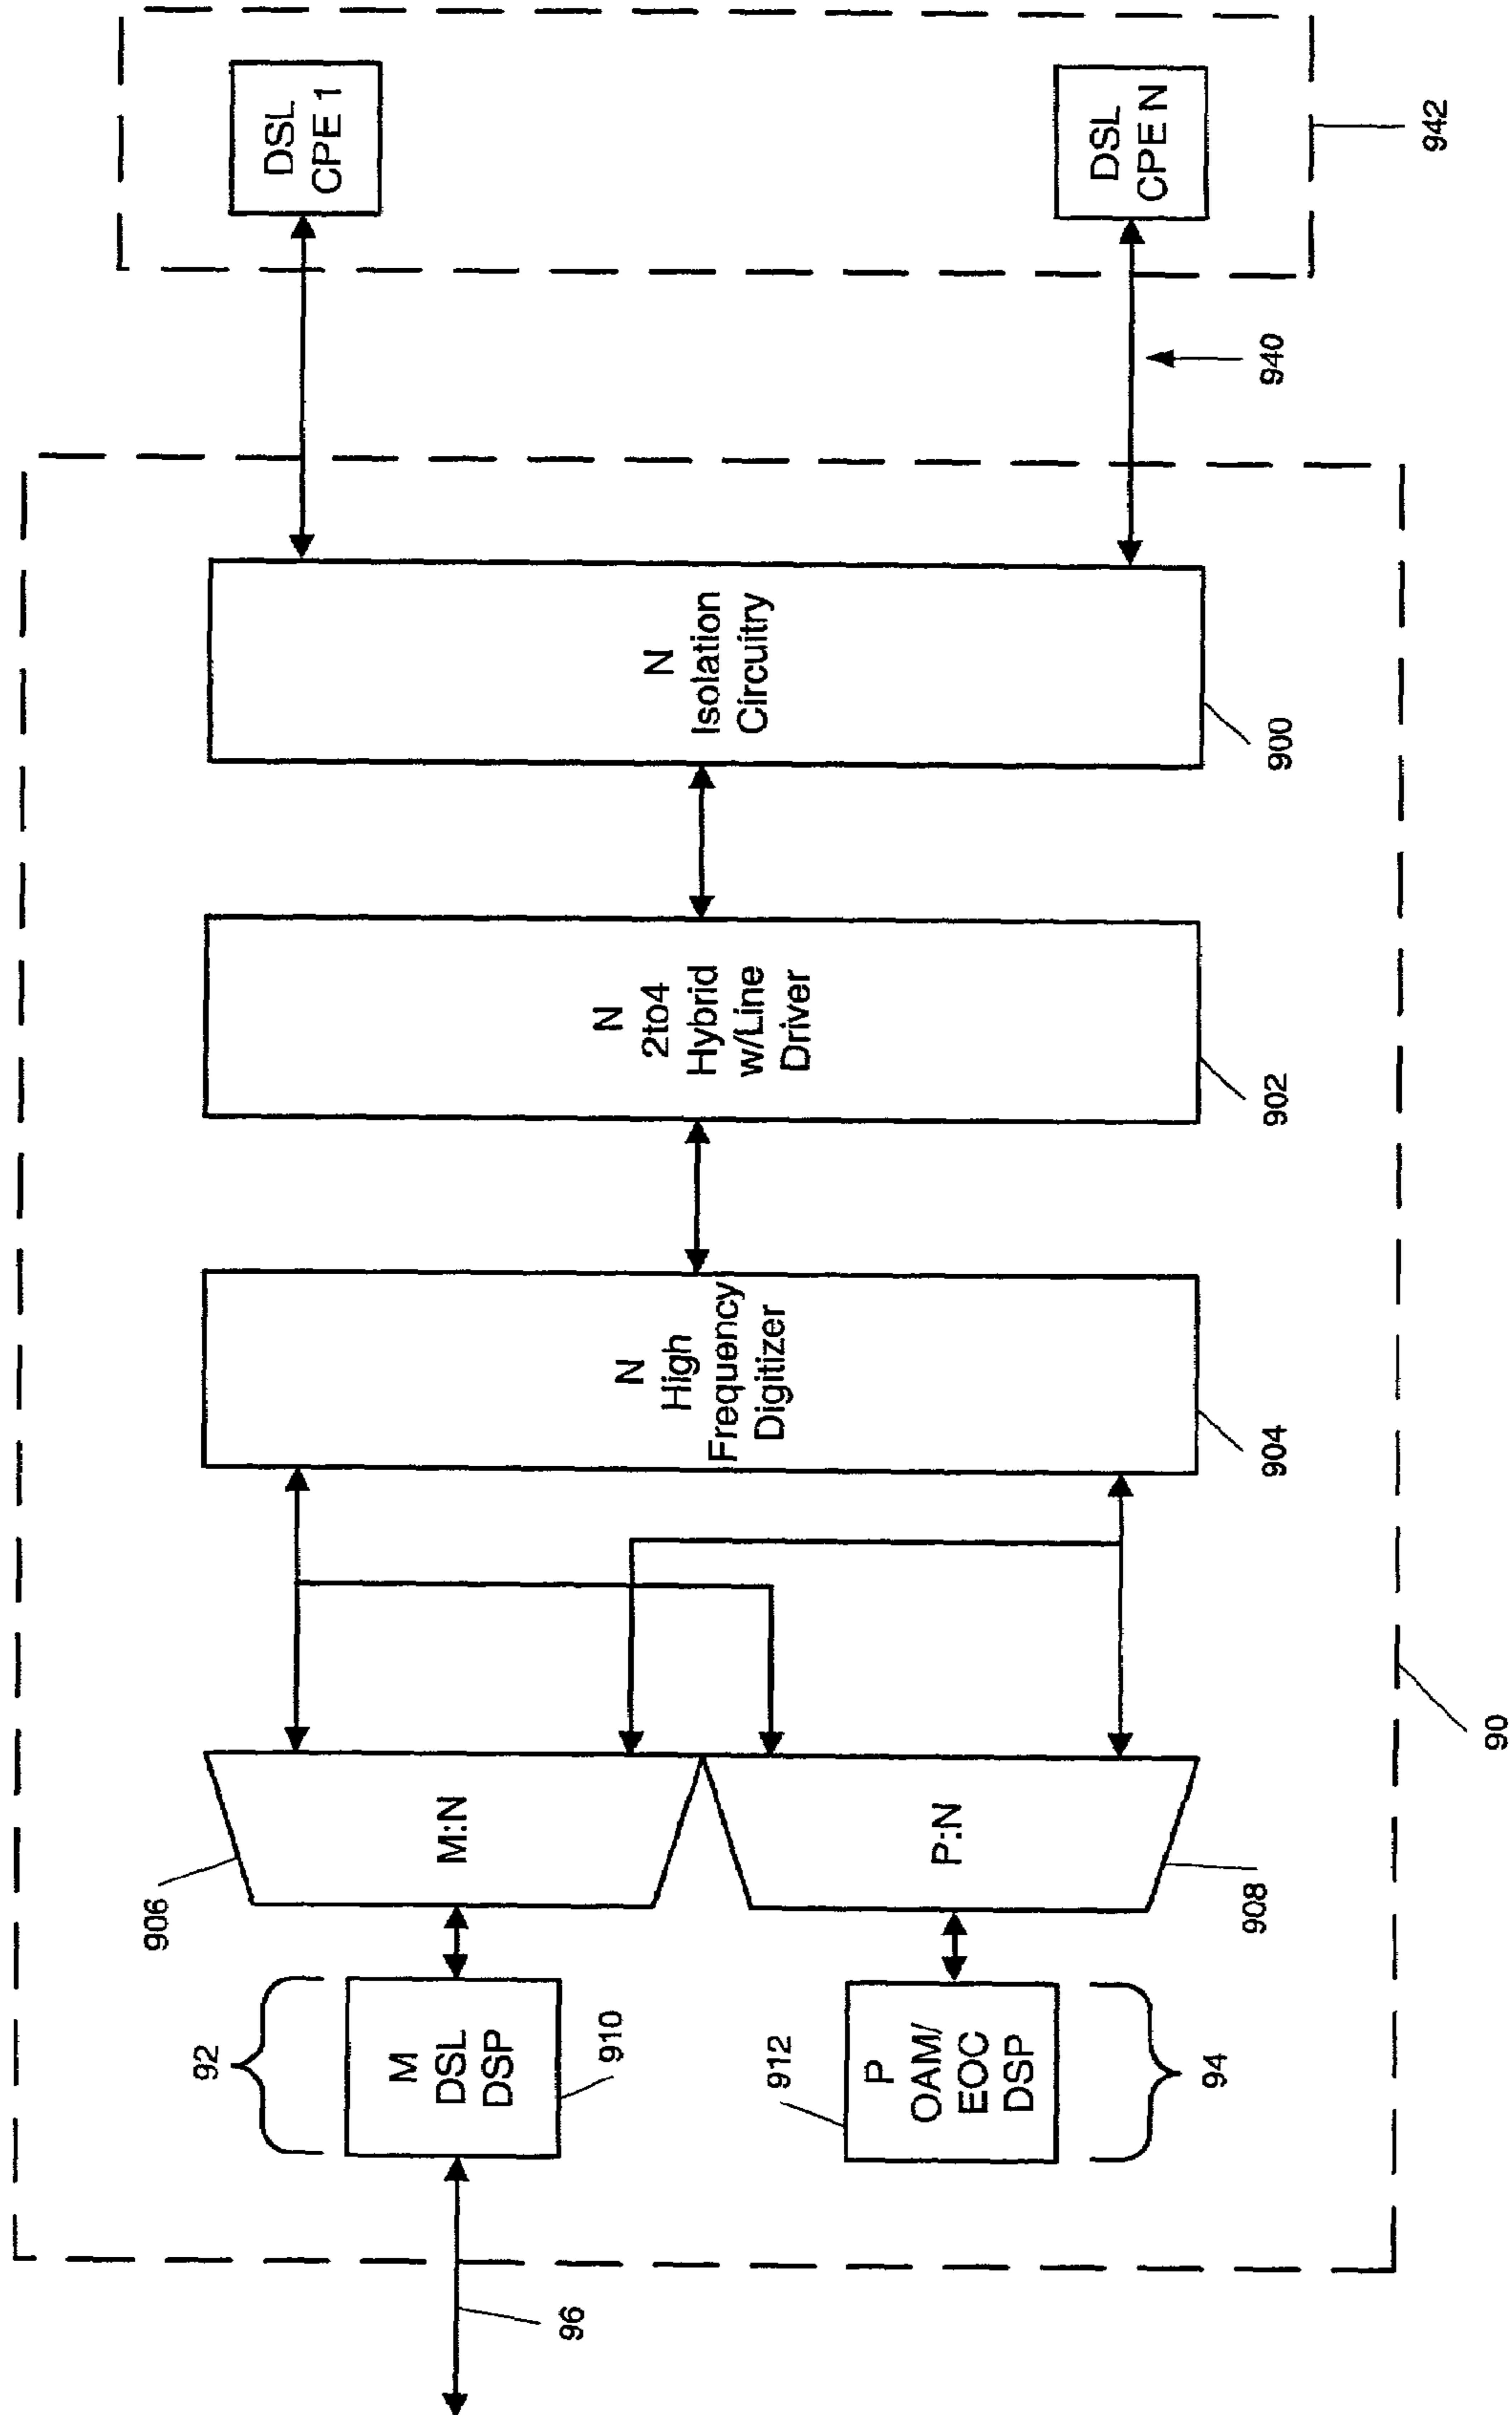 92
M
DSL
DSP
910
96
906
M:N
912
P
OAM/
EOC
DSP
94
P:N
908
N
High
Frequency
Digitizer
904
N
2to4
Hybrid
w/Line
Driver
902
N
Isolation
Circuitry
900
90
DSL
CPE 1
DSL
CPE N
940
942